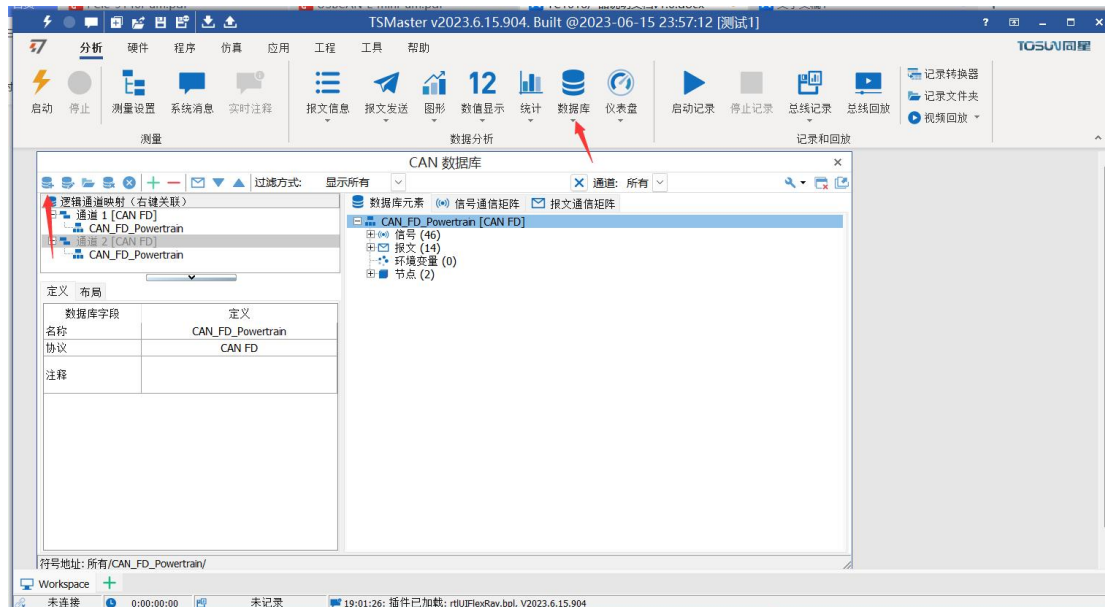 TSMaster v2023.6.15.904. Built @2023-06-15 23:57:12 [测试1]
分析 硬件 程序 仿真 应用 工程 工具 帮助
TOSUN同星
启动 停止 测量设置 系统消息 实时注释 报文信息 报文发送 图形 12 数值显示 统计 数据库 仪表盘 启动记录 停止记录 总线记录 总线回放
记录转换器
记录文件夹
视频回放
测量 数据分析 记录和回放
CAN 数据库
过滤方式: 显示所有 通道: 所有
逻辑通道映射(右键关联)
通道 1 [CAN FD]
CAN_FD_Powertrain
通道 2 [CAN FD]
CAN_FD_Powertrain
数据库元素 信号通信矩阵 报文通信矩阵
CAN_FD_Powertrain [CAN FD]
信号 (46)
报文 (14)
环境变量 (0)
节点 (2)
定义 布局
数据库字段 定义
名称 CAN_FD_Powertrain
协议 CAN FD
注释
符号地址: 所有/CAN_FD_Powertrain/
Workspace
未连接 0:00:00:00 未记录 19:01:26: 插件已加载: rtlUIFlexRay.bpl, V2023.6.15.904